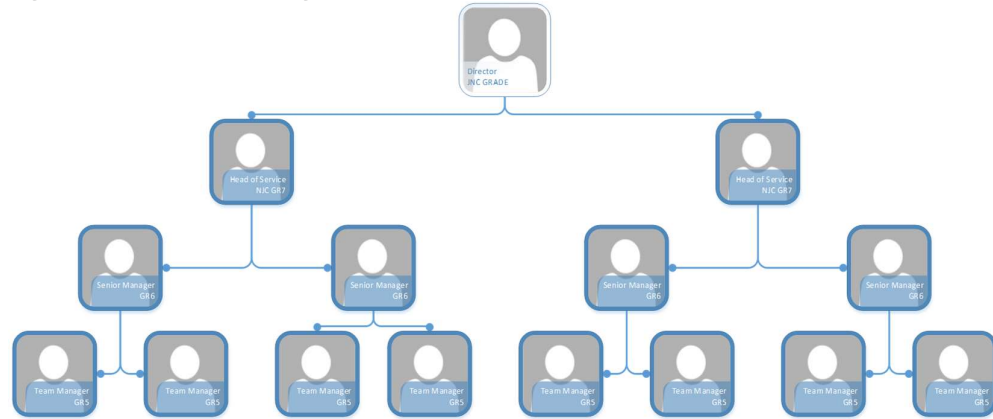 Director
JNC GRADE
Head of Service
NJC GR7
Head of Service
NJC GR7
Senior Manager
GR6
Senior Manager
GR6
Senior Manager
GR6
Senior Manager
GR6
Team Manager
GR5
Team Manager
GR5
Team Manager
GR5
Team Manager
GR5
Team Manager
GR5
Team Manager
GR5
Team Manager
GR5
Team Manager
GR5